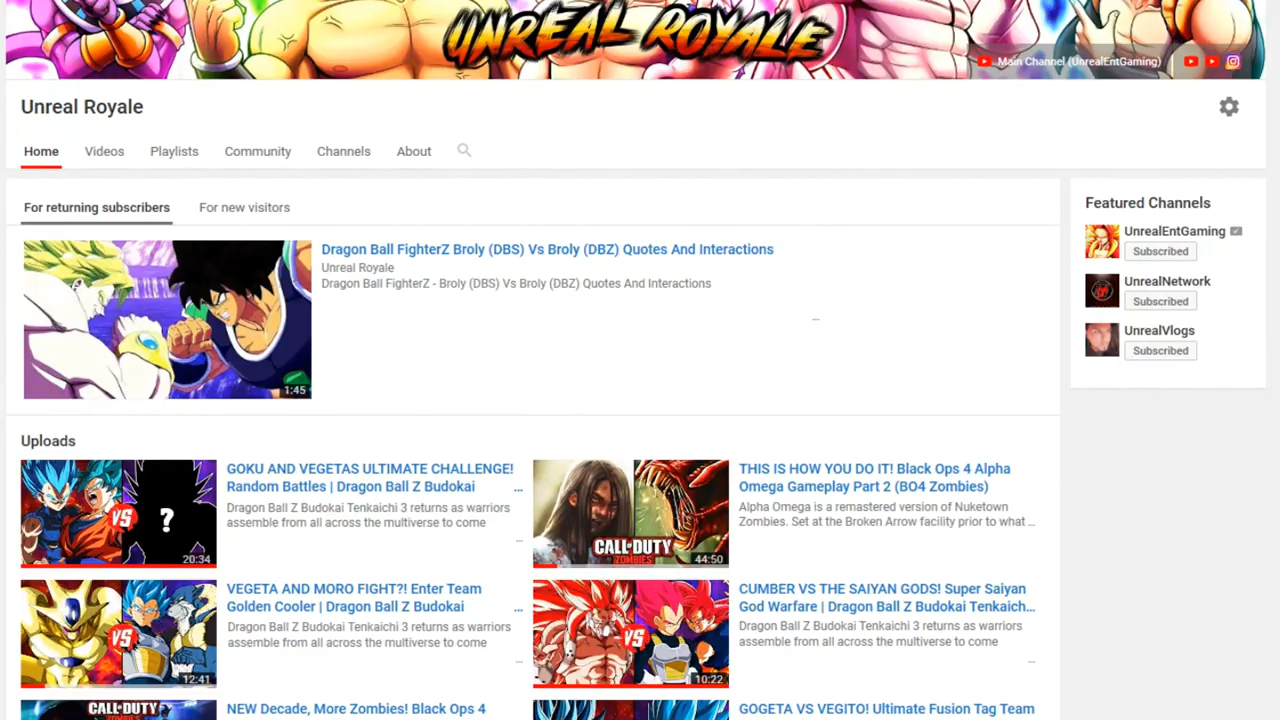 UNREAL ROYALE
Main Channel (UnrealEntGaming)
Unreal Royale
Home Videos Playlists Community Channels About
For returning subscribers For new visitors
Dragon Ball FighterZ Broly (DBS) Vs Broly (DBZ) Quotes And Interactions
Unreal Royale
Dragon Ball FighterZ - Broly (DBS) Vs Broly (DBZ) Quotes And Interactions
...
1:45
Featured Channels
UnrealEntGaming
Subscribed
UnrealNetwork
Subscribed
UnrealVlogs
Subscribed
Uploads
VS
?
20:34
GOKU AND VEGETAS ULTIMATE CHALLENGE!
Random Battles | Dragon Ball Z Budokai ...
Dragon Ball Z Budokai Tenkaichi 3 returns as warriors
assemble from all across the multiverse to come
...
CALL OF DUTY
ZOMBIES
44:50
THIS IS HOW YOU DO IT! Black Ops 4 Alpha
Omega Gameplay Part 2 (BO4 Zombies)
Alpha Omega is a remastered version of Nuketown
Zombies. Set at the Broken Arrow facility prior to what ...
VS
12:41
VEGETA AND MORO FIGHT?! Enter Team
Golden Cooler | Dragon Ball Z Budokai ...
Dragon Ball Z Budokai Tenkaichi 3 returns as warriors
assemble from all across the multiverse to come
...
VS
10:22
CUMBER VS THE SAIYAN GODS! Super Saiyan
God Warfare | Dragon Ball Z Budokai Tenkaich...
Dragon Ball Z Budokai Tenkaichi 3 returns as warriors
assemble from all across the multiverse to come
...
CALL OF DUTY
NEW Decade, More Zombies! Black Ops 4
GOGETA VS VEGITO! Ultimate Fusion Tag Team